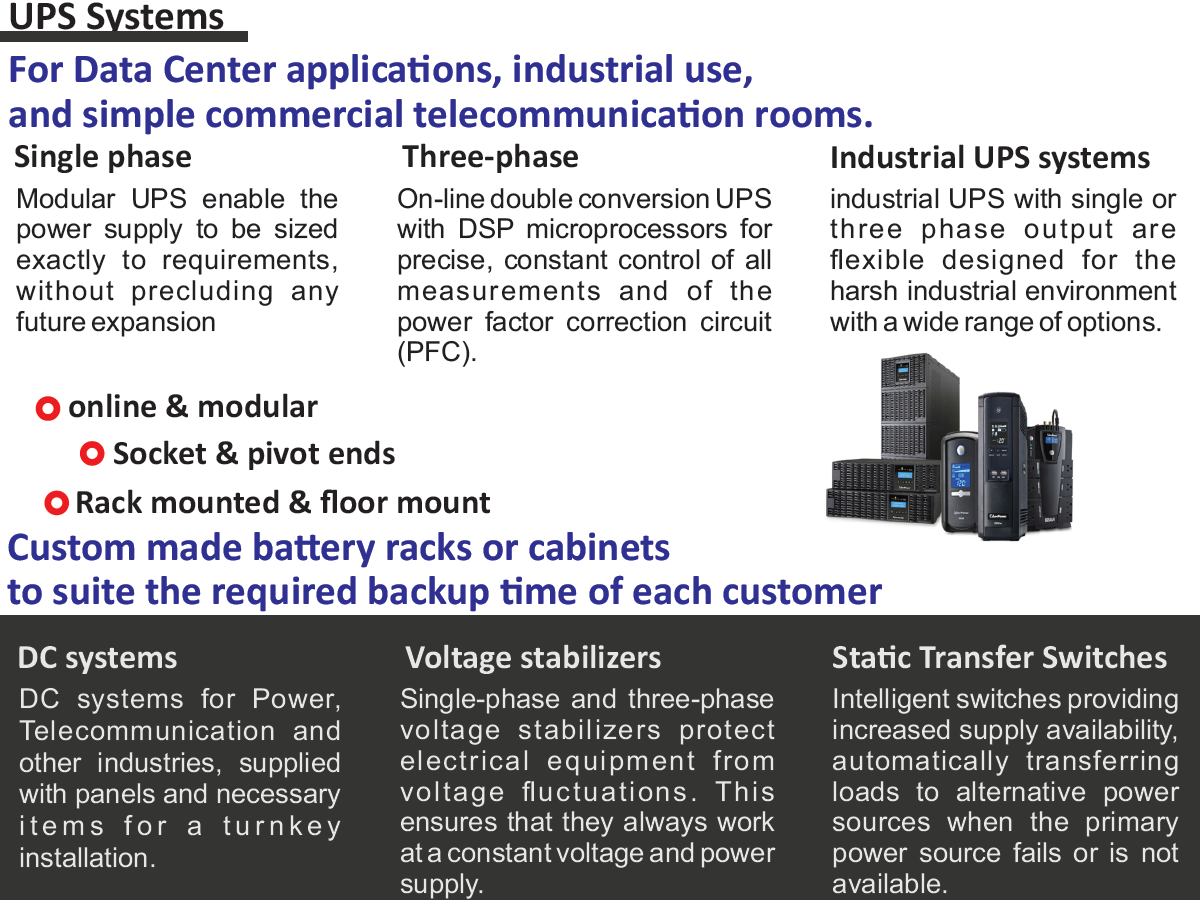 UPS Systems
For Data Center applications, industrial use,
and simple commercial telecommunication rooms.
Single phase
Modular UPS enable the
power supply to be sized
exactly to requirements,
without precluding any
future expansion
Three-phase
On-line double conversion UPS
with DSP microprocessors for
precise, constant control of all
measurements and of the
power factor correction circuit
(PFC).
Industrial UPS systems
industrial UPS with single or
three phase output are
flexible designed for the
harsh industrial environment
with a wide range of options.
online & modular
Socket & pivot ends
Rack mounted & floor mount
Custom made battery racks or cabinets
to suite the required backup time of each customer
DC systems
DC systems for Power,
Telecommunication and
other industries, supplied
with panels and necessary
items for a turnkey
installation.
Voltage stabilizers
Single-phase and three-phase
voltage stabilizers protect
electrical equipment from
voltage fluctuations. This
ensures that they always work
at a constant voltage and power
supply.
Static Transfer Switches
Intelligent switches providing
increased supply availability,
automatically transferring
loads to alternative power
sources when the primary
power source fails or is not
available.